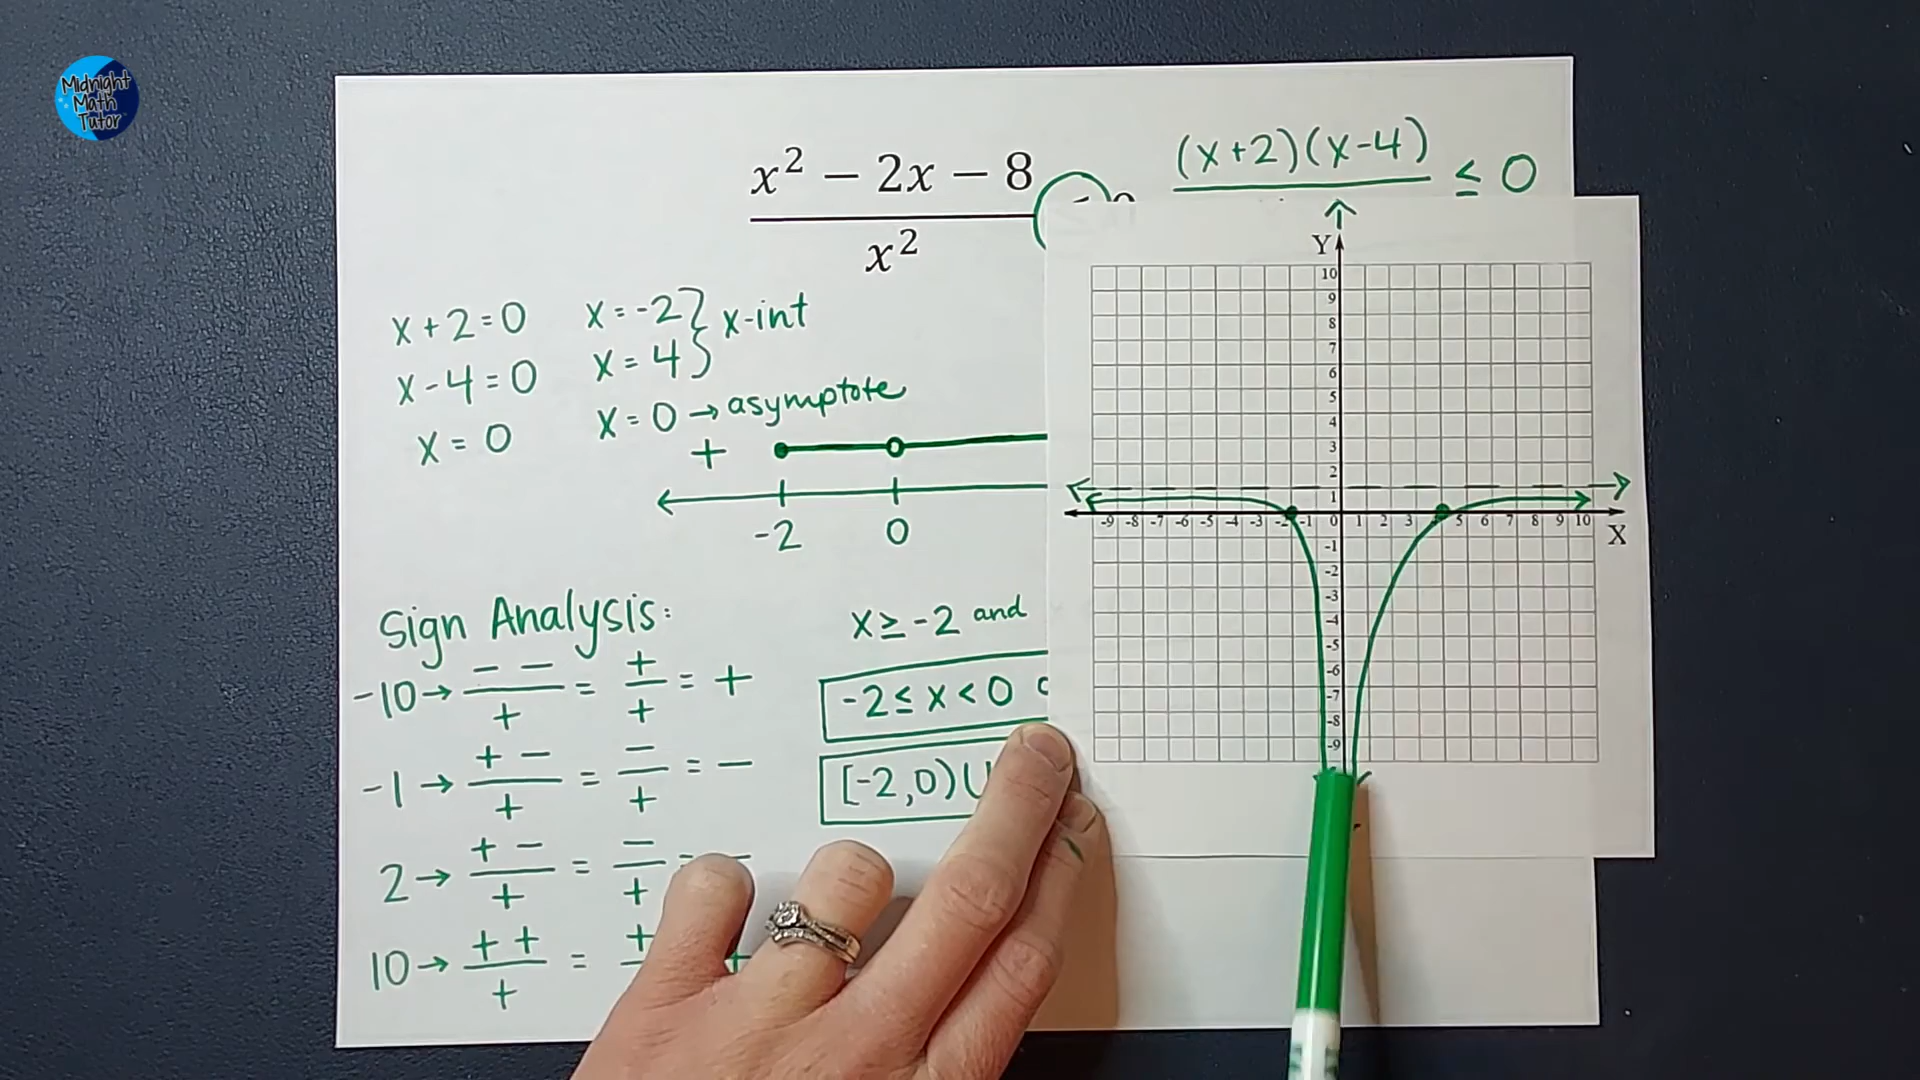 Midnight
Math
Tutor
x² − 2x − 8
x²
(x+2)(x-4)
≤ 0
x+2=0
x=-2
x-int
x-4=0
x=4
x=0
x=0 → asymptote
+
-2
0
Sign Analysis:
-10 → − −/+ = +/+ = +
-1 → + −/+ = −/+ = −
2 → + −/+ = −/+ = −
10 → + +/+ = +
+
x ≥ -2 and
-2 ≤ x < 0
[-2,0) U
Y
10
9
8
7
6
5
4
3
2
1
-9 -8 -7 -6 -5 -4 -3 -2 -1 0 1 2 3 5 6 7 8 9 10
X
-1
-2
-3
-4
-5
-6
-7
-8
-9